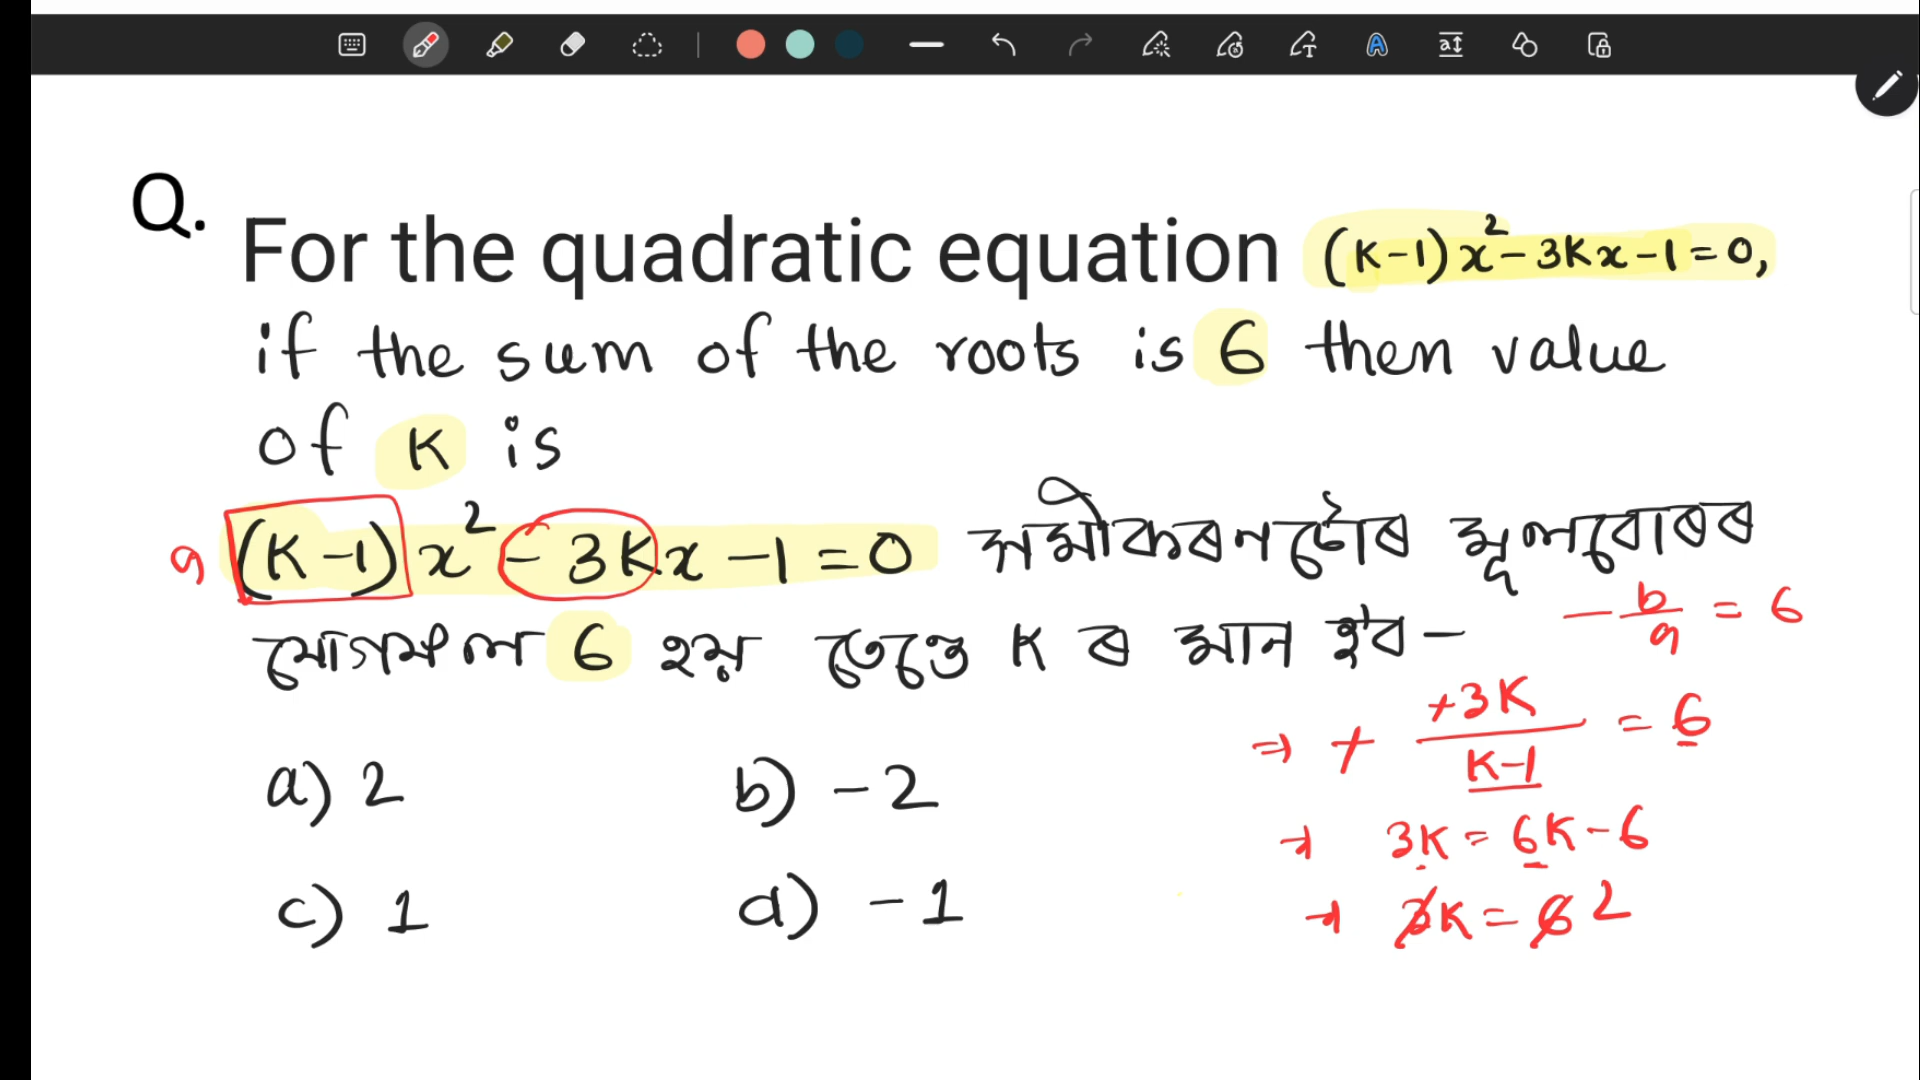 Q. For the quadratic equation (K-1)x²-3Kx-1=0,
if the sum of the roots is 6 then value
of K is
a (K-1)x²-3Kx-1=0 সমীকৰণটোৰ মূলবোৰৰ
যোগফল 6 হয় তেন্তে K ৰ মান হ'ব-
-b/a = 6
⇒ + +3K/K-1 = 6
a) 2 b) -2
→ 3K = 6K-6
c) 1 d) -1
→ 3K = 6 2